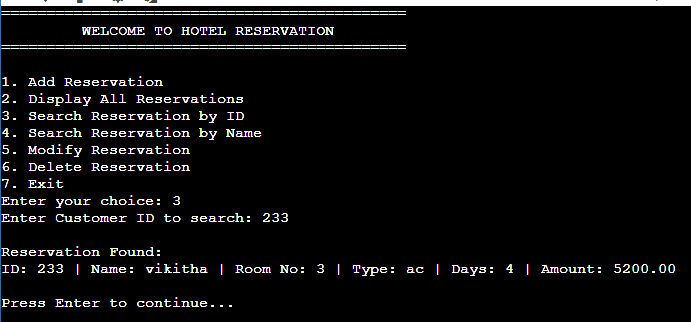 =============================================
WELCOME TO HOTEL RESERVATION
=============================================
1. Add Reservation
2. Display All Reservations
3. Search Reservation by ID
4. Search Reservation by Name
5. Modify Reservation
6. Delete Reservation
7. Exit
Enter your choice: 3
Enter Customer ID to search: 233
Reservation Found:
ID: 233 | Name: vikitha | Room No: 3 | Type: ac | Days: 4 | Amount: 5200.00
Press Enter to continue...